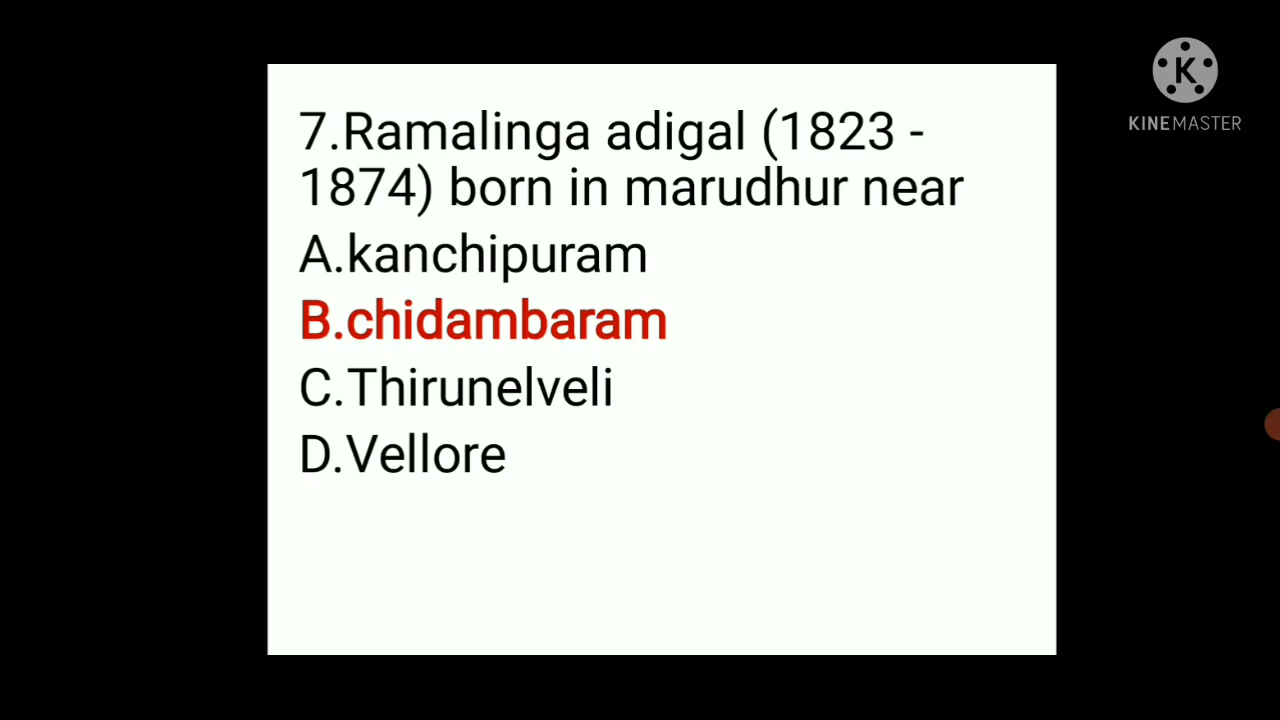 7.Ramalinga adigal (1823 -
1874) born in marudhur near
A.kanchipuram
B.chidambaram
C.Thirunelveli
D.Vellore
K
KINEMASTER